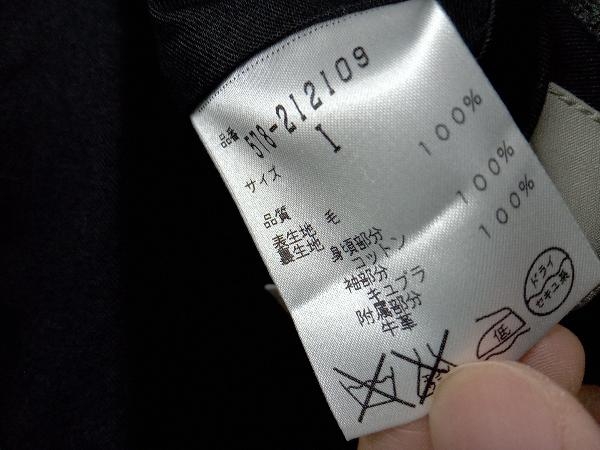 品番 578-212109
サイズ I
品質
表生地 毛 100%
裏生地 身頃部分
コットン 100%
袖部分
キュプラ 100%
附属部分
牛革
ドライ
セキユ系
低